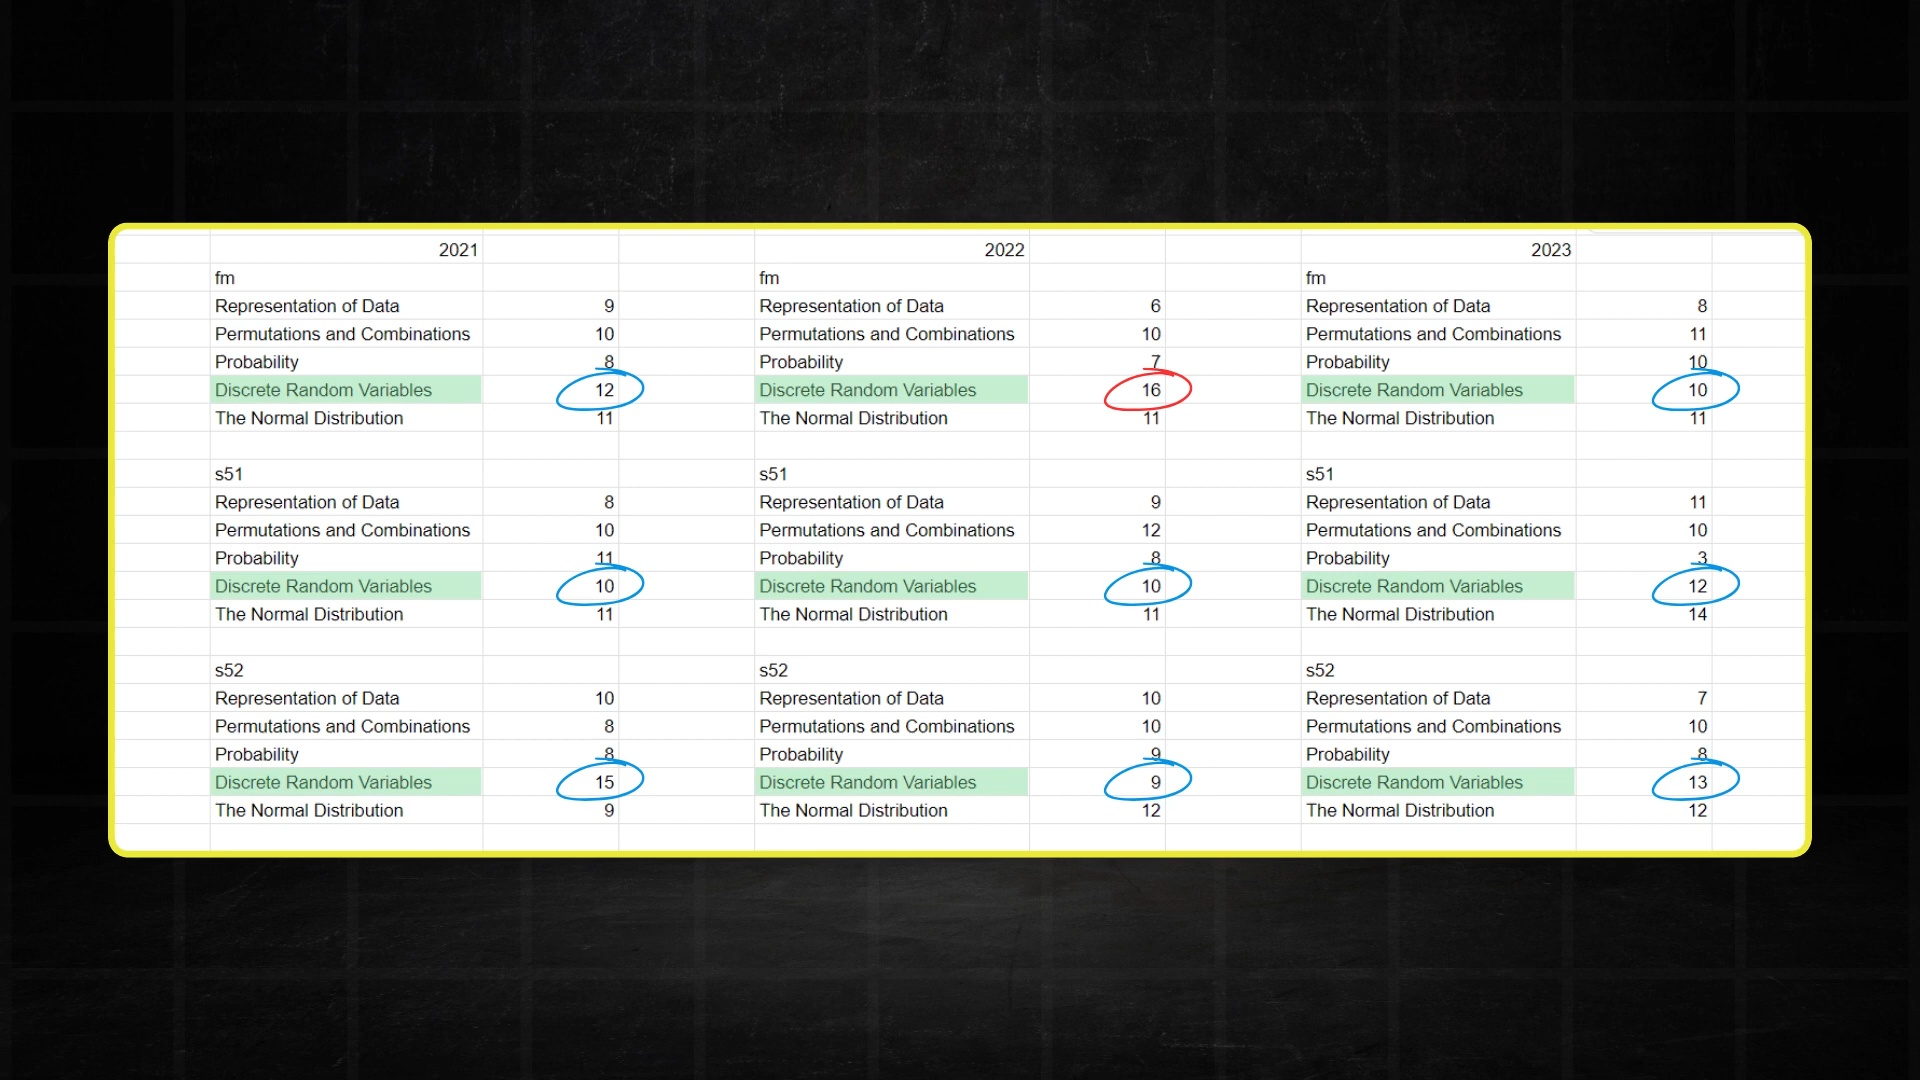 2021 2022 2023
fm fm fm
Representation of Data 9 Representation of Data 6 Representation of Data 8
Permutations and Combinations 10 Permutations and Combinations 10 Permutations and Combinations 11
Probability 8 Probability 7 Probability 10
Discrete Random Variables 12 Discrete Random Variables 16 Discrete Random Variables 10
The Normal Distribution 11 The Normal Distribution 11 The Normal Distribution 11
s51 s51 s51
Representation of Data 8 Representation of Data 9 Representation of Data 11
Permutations and Combinations 10 Permutations and Combinations 12 Permutations and Combinations 10
Probability 11 Probability 8 Probability 3
Discrete Random Variables 10 Discrete Random Variables 10 Discrete Random Variables 12
The Normal Distribution 11 The Normal Distribution 11 The Normal Distribution 14
s52 s52 s52
Representation of Data 10 Representation of Data 10 Representation of Data 7
Permutations and Combinations 8 Permutations and Combinations 10 Permutations and Combinations 10
Probability 8 Probability 9 Probability 8
Discrete Random Variables 15 Discrete Random Variables 9 Discrete Random Variables 13
The Normal Distribution 9 The Normal Distribution 12 The Normal Distribution 12